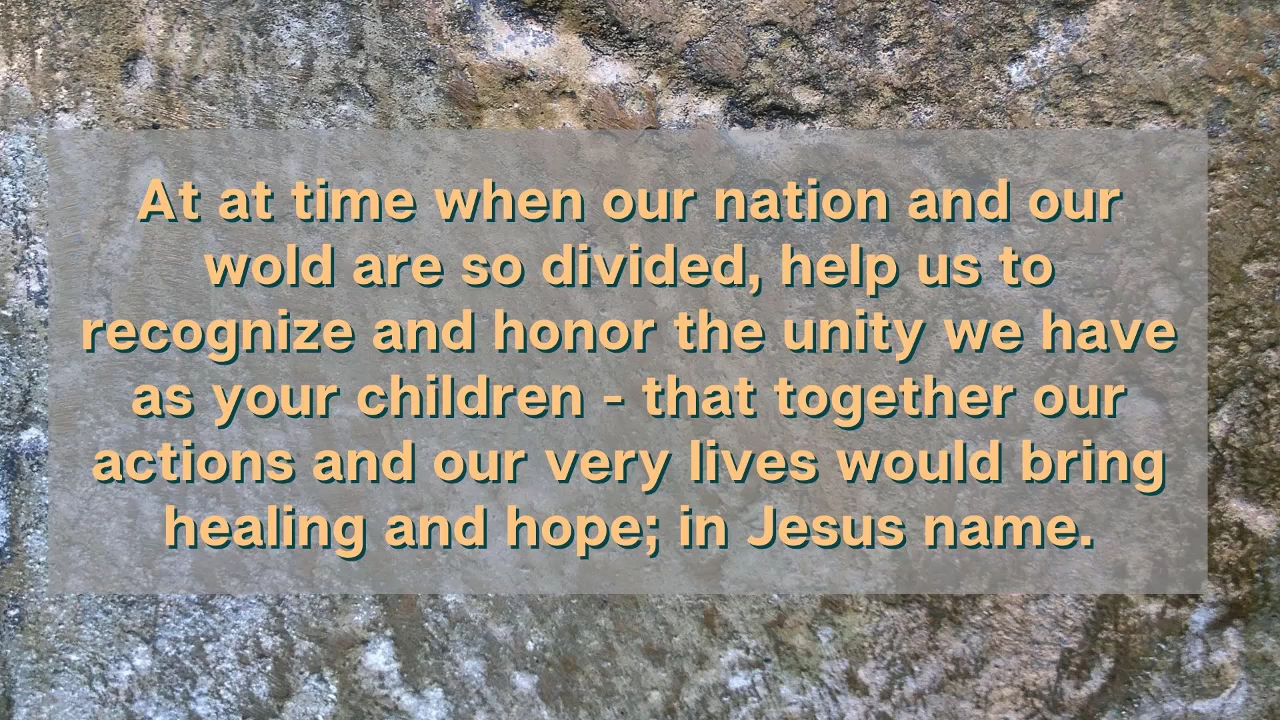 At at time when our nation and our
wold are so divided, help us to
recognize and honor the unity we have
as your children - that together our
actions and our very lives would bring
healing and hope; in Jesus name.